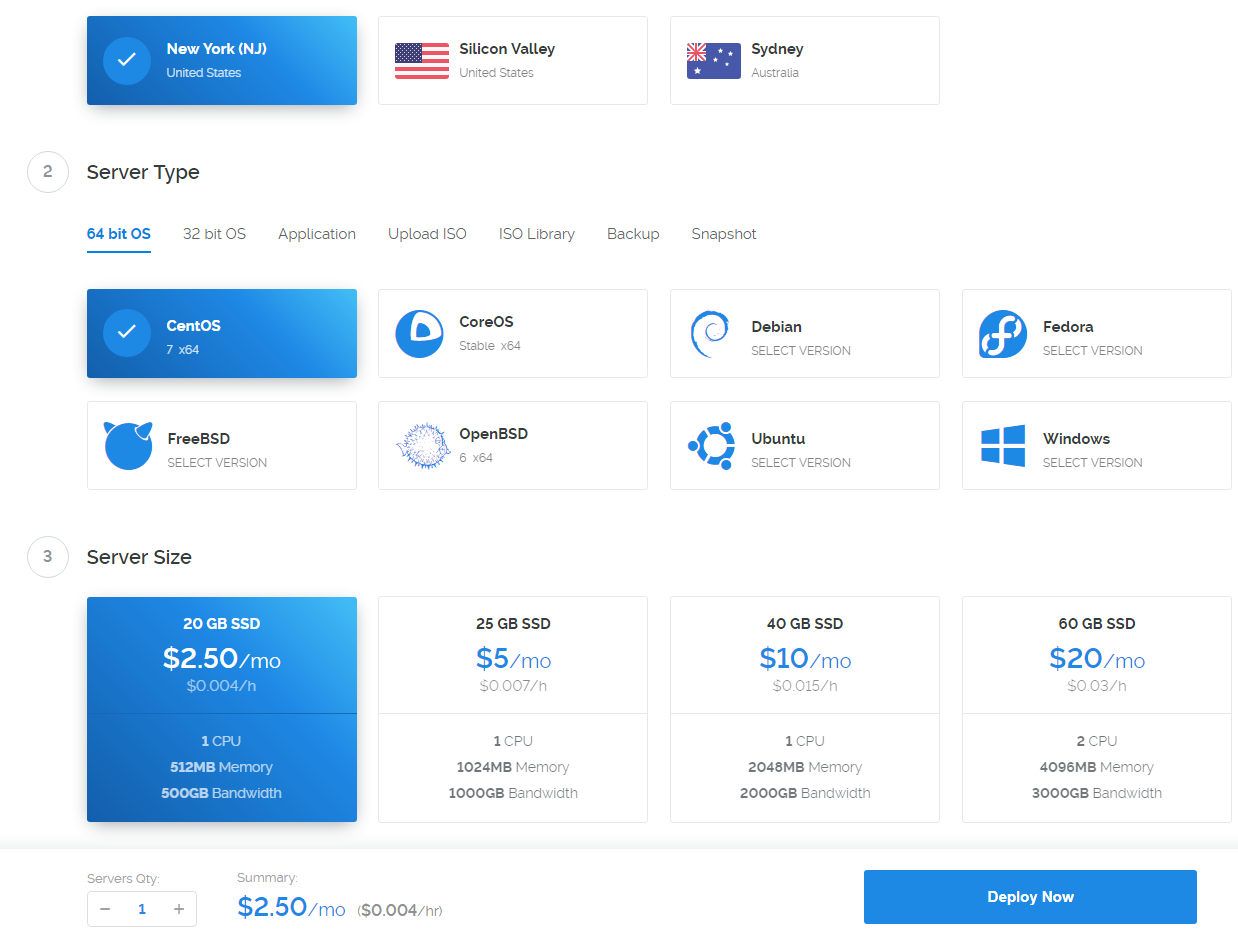 New York (NJ)
United States
Silicon Valley
United States
Sydney
Australia
2
Server Type
64 bit OS
32 bit OS
Application
Upload ISO
ISO Library
Backup
Snapshot
CentOS
7 x64
CoreOS
Stable x64
Debian
SELECT VERSION
Fedora
SELECT VERSION
FreeBSD
SELECT VERSION
OpenBSD
6 x64
Ubuntu
SELECT VERSION
Windows
SELECT VERSION
3
Server Size
20 GB SSD
$2.50/mo
$0.004/h
1 CPU
512MB Memory
500GB Bandwidth
25 GB SSD
$5/mo
$0.007/h
1 CPU
1024MB Memory
1000GB Bandwidth
40 GB SSD
$10/mo
$0.015/h
1 CPU
2048MB Memory
2000GB Bandwidth
60 GB SSD
$20/mo
$0.03/h
2 CPU
4096MB Memory
3000GB Bandwidth
Servers Qty:
− 1 +
Summary:
$2.50/mo ($0.004/hr)
Deploy Now